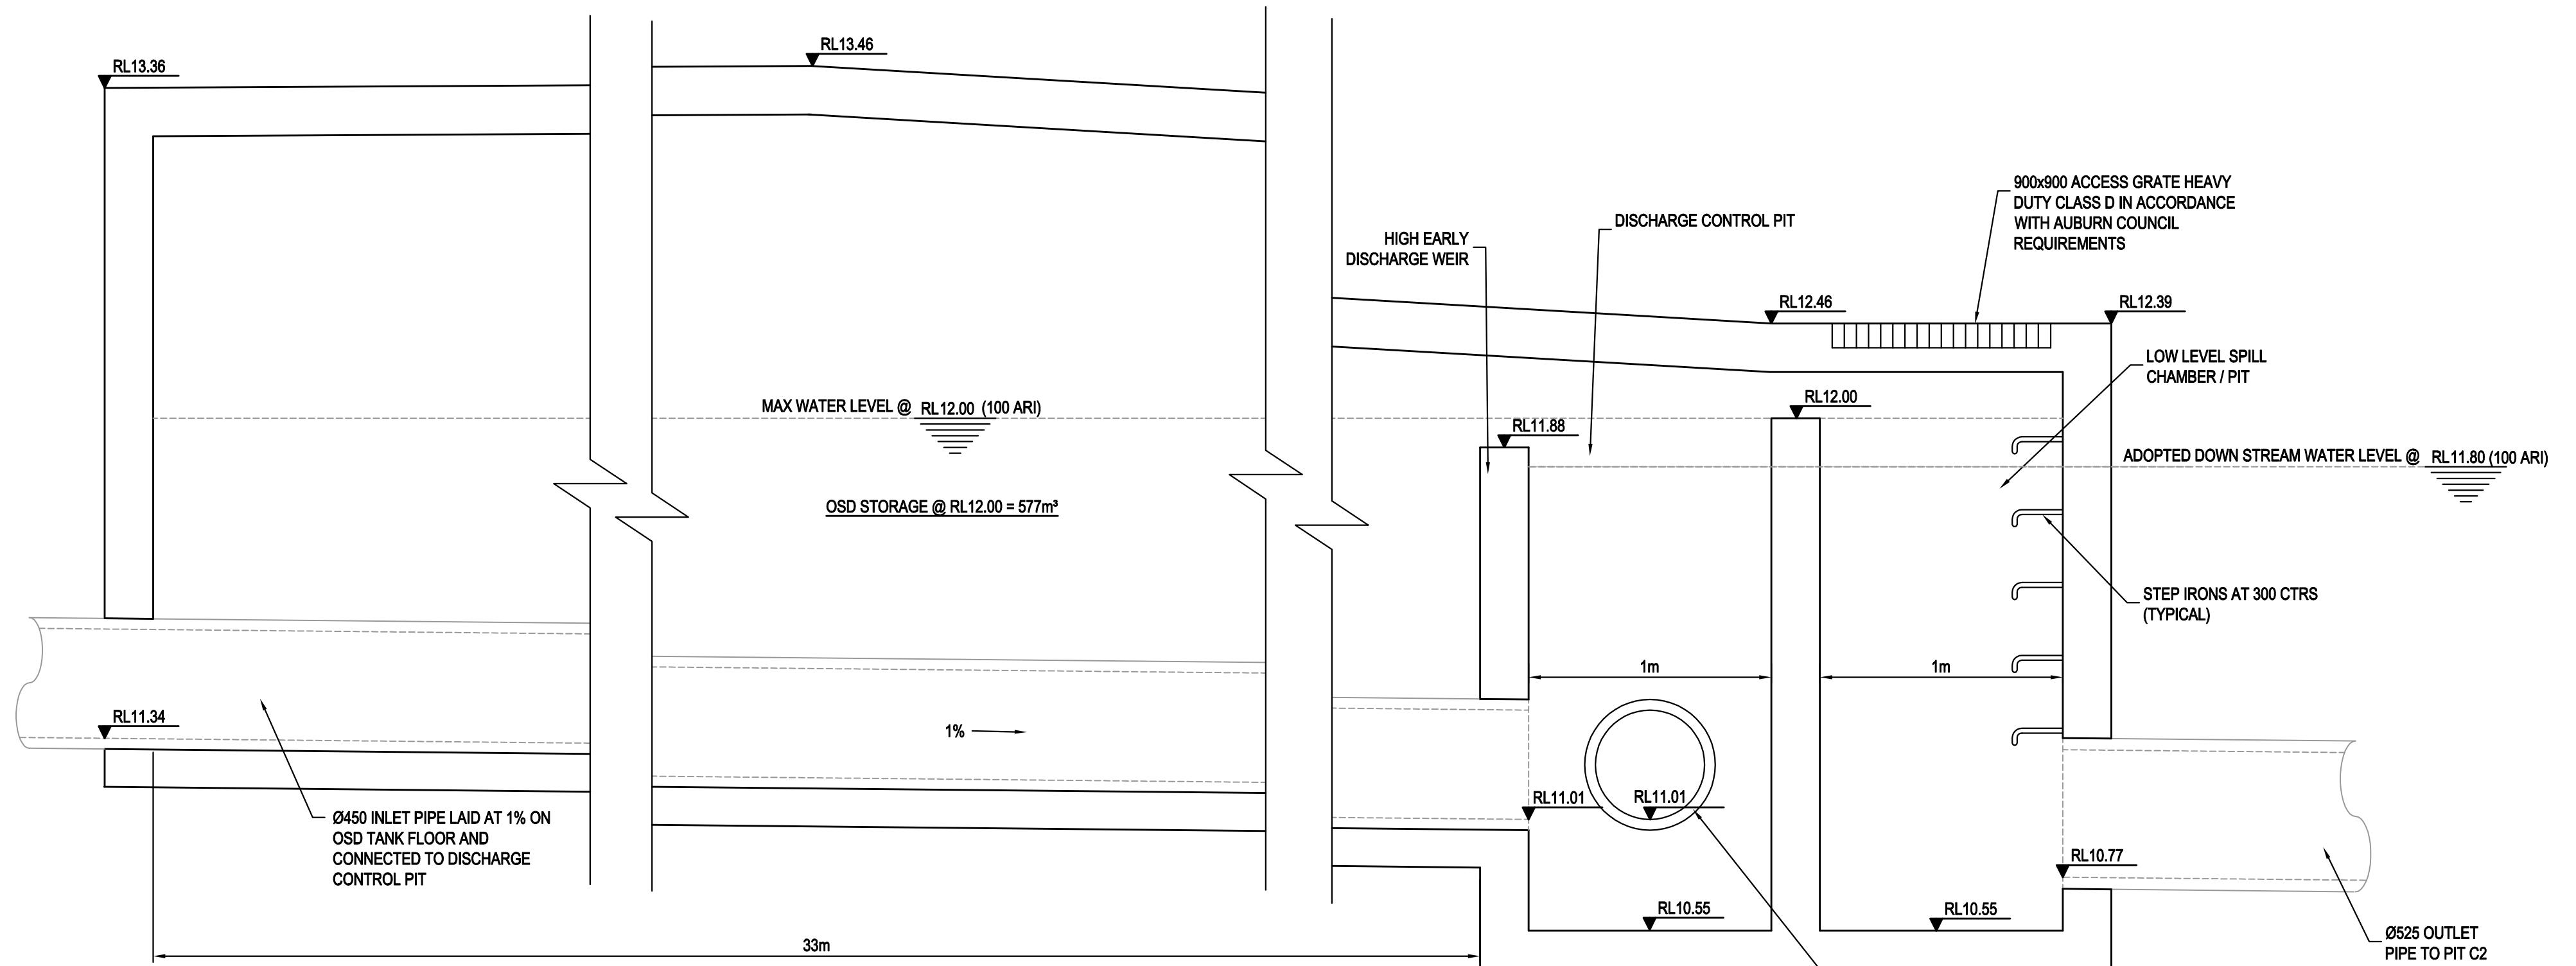 RL13.36
RL13.46
900x900 ACCESS GRATE HEAVY
DUTY CLASS D IN ACCORDANCE
WITH AUBURN COUNCIL
REQUIREMENTS
DISCHARGE CONTROL PIT
HIGH EARLY
DISCHARGE WEIR
RL12.46
RL12.39
LOW LEVEL SPILL
CHAMBER / PIT
MAX WATER LEVEL @ RL12.00 (100 ARI)
RL12.00
RL11.88
ADOPTED DOWN STREAM WATER LEVEL @ RL11.80 (100 ARI)
OSD STORAGE @ RL12.00 = 577m³
STEP IRONS AT 300 CTRS
(TYPICAL)
1m
1m
RL11.34
1%
RL11.01
RL11.01
Ø450 INLET PIPE LAID AT 1% ON
OSD TANK FLOOR AND
CONNECTED TO DISCHARGE
CONTROL PIT
RL10.77
RL10.55
RL10.55
33m
Ø525 OUTLET
PIPE TO PIT C2